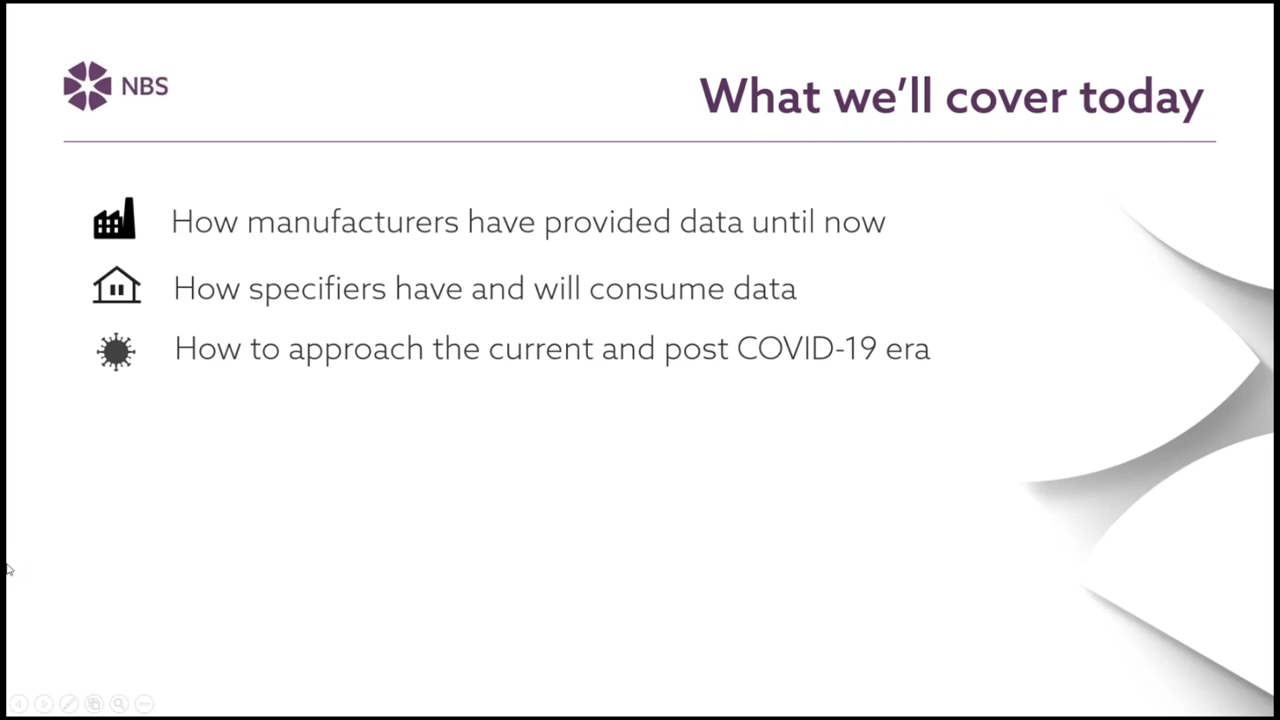 NBS
What we'll cover today
How manufacturers have provided data until now
How specifiers have and will consume data
How to approach the current and post COVID-19 era